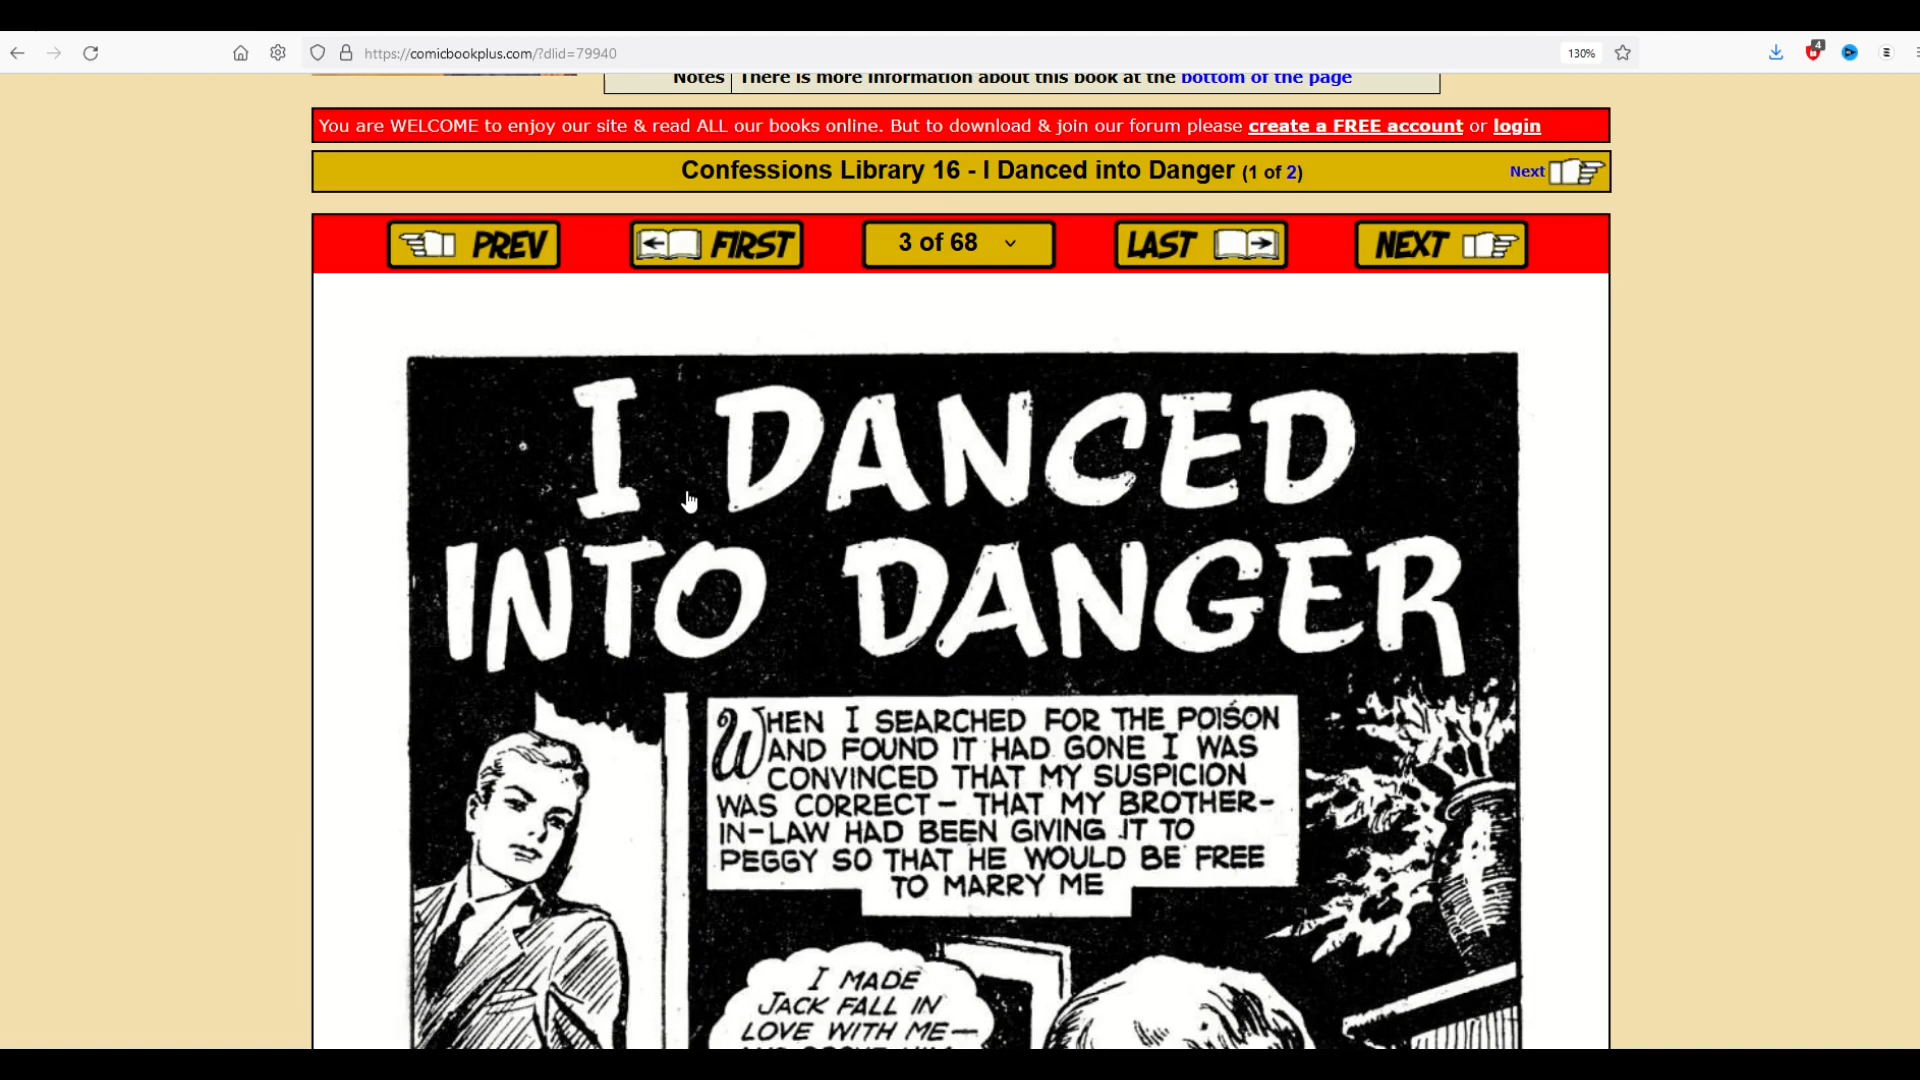 https://comicbookplus.com/?dlid=79940
130%
4
Notes There is more information about this book at the bottom of the page
You are WELCOME to enjoy our site & read ALL our books online. But to download & join our forum please create a FREE account or login
Confessions Library 16 - I Danced into Danger (1 of 2)
Next
PREV
FIRST
3 of 68
LAST
NEXT
I DANCED
INTO DANGER
WHEN I SEARCHED FOR THE POISON
AND FOUND IT HAD GONE I WAS
CONVINCED THAT MY SUSPICION
WAS CORRECT – THAT MY BROTHER-
IN-LAW HAD BEEN GIVING IT TO
PEGGY SO THAT HE WOULD BE FREE
TO MARRY ME
I MADE
JACK FALL IN
LOVE WITH ME—